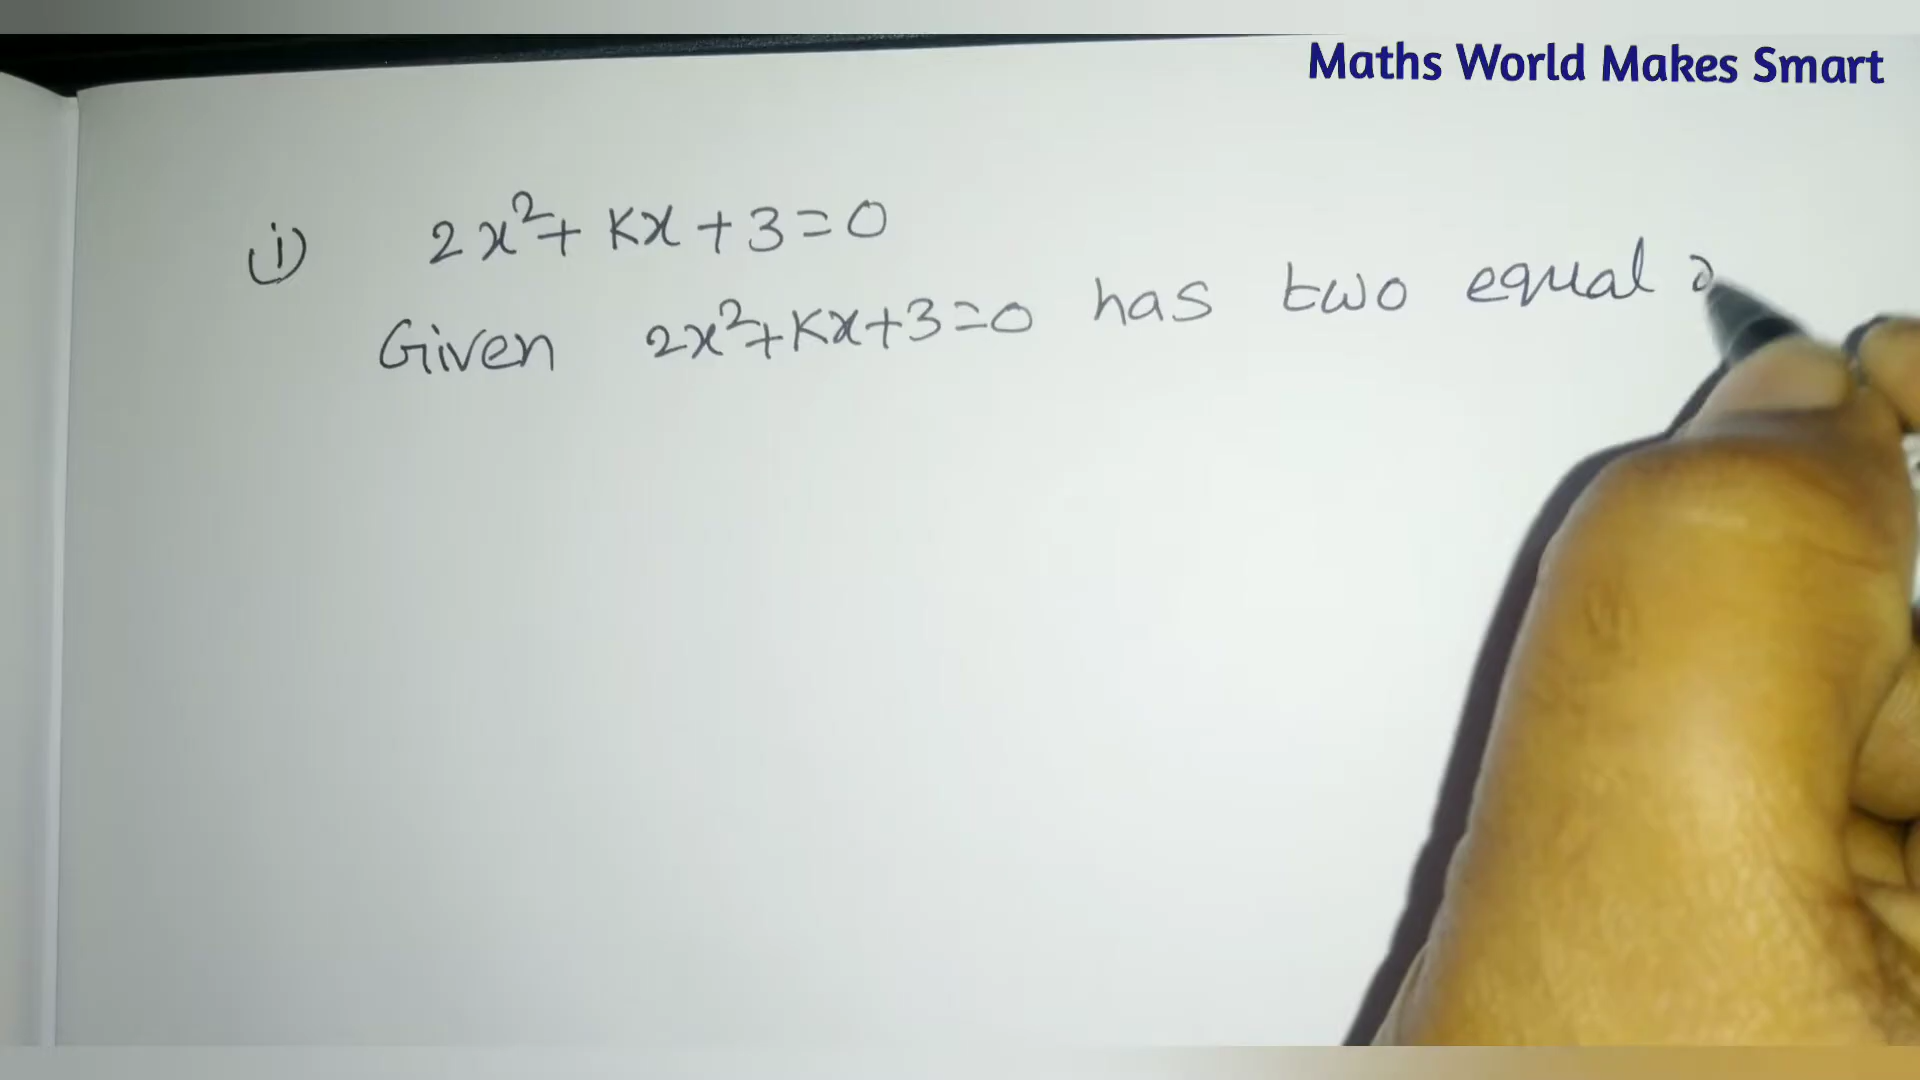 Maths World Makes Smart
i) 2x²+ Kx + 3 = 0
Given 2x²+Kx+3=0 has two equal